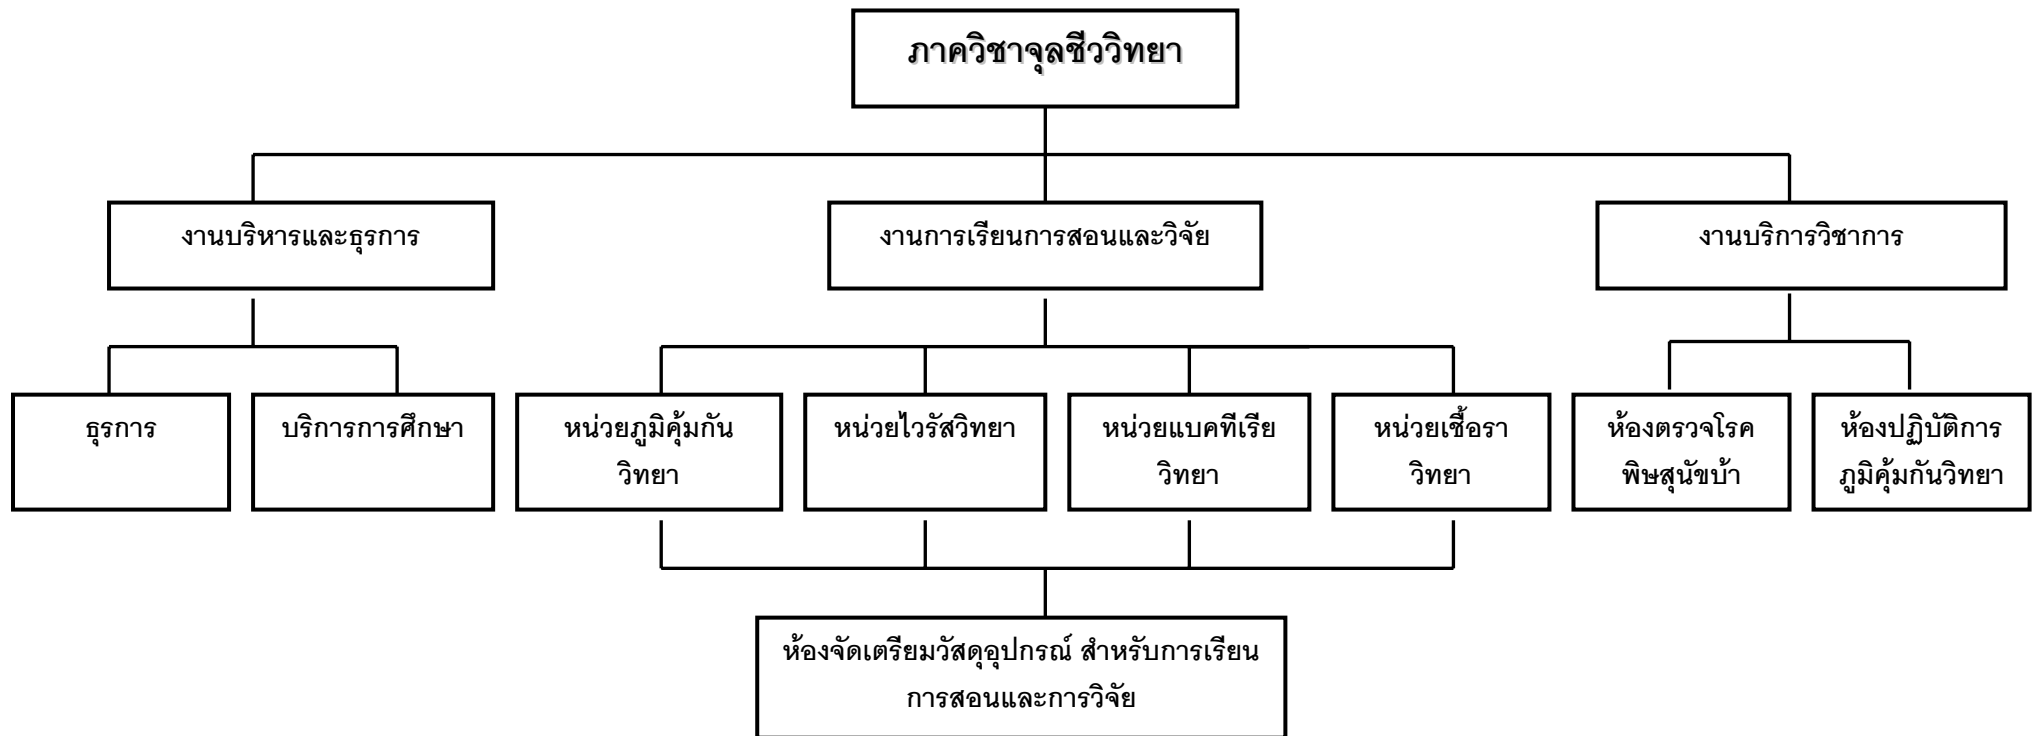 ภาควิชาจุลชีววิทยา
งานบริหารและธุรการ
งานการเรียนการสอนและวิจัย
งานบริการวิชาการ
ธุรการ
บริการการศึกษา
หน่วยภูมิคุ้มกัน
วิทยา
หน่วยไวรัสวิทยา
หน่วยแบคทีเรีย
วิทยา
หน่วยเชื้อรา
วิทยา
ห้องตรวจโรค
พิษสุนัขบ้า
ห้องปฏิบัติการ
ภูมิคุ้มกันวิทยา
ห้องจัดเตรียมวัสดุอุปกรณ์ สำหรับการเรียน
การสอนและการวิจัย